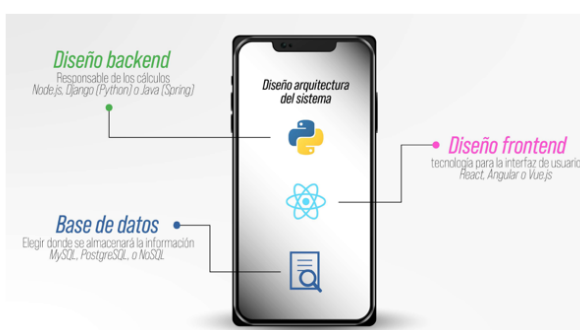 Diseño backend
Responsable de los cálculos
Node.js, Django (Python) o Java (Spring)
Diseño arquitectura
del sistema
Diseño frontend
tecnología para la interfaz de usuario
React, Angular o Vue.js
Base de datos
Elegir donde se almacenará la información
MySQL, PostgreSQL, o NoSQL